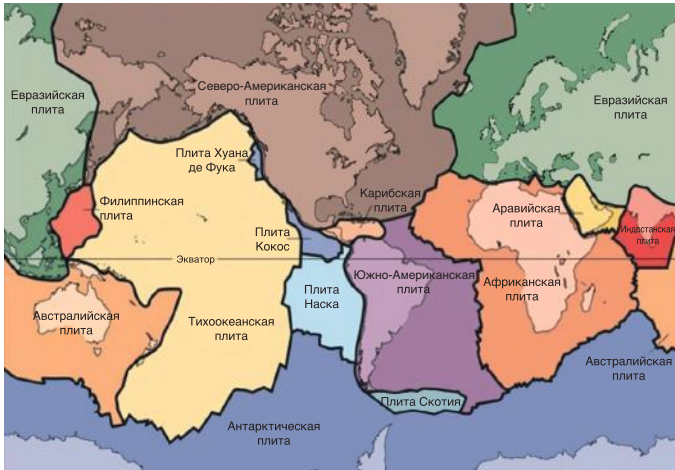 Северо-Американская
плита
Евразийская
плита
Евразийская
плита
Плита Хуана
де Фука
Филиппинская
плита
Карибская
плита
Аравийская
плита
Индостанская
плита
Плита
Кокос
Экватор
Южно-Американская
плита
Африканская
плита
Плита
Наска
Австралийская
плита
Тихоокеанская
плита
Австралийская
плита
Плита Скотия
Антарктическая
плита